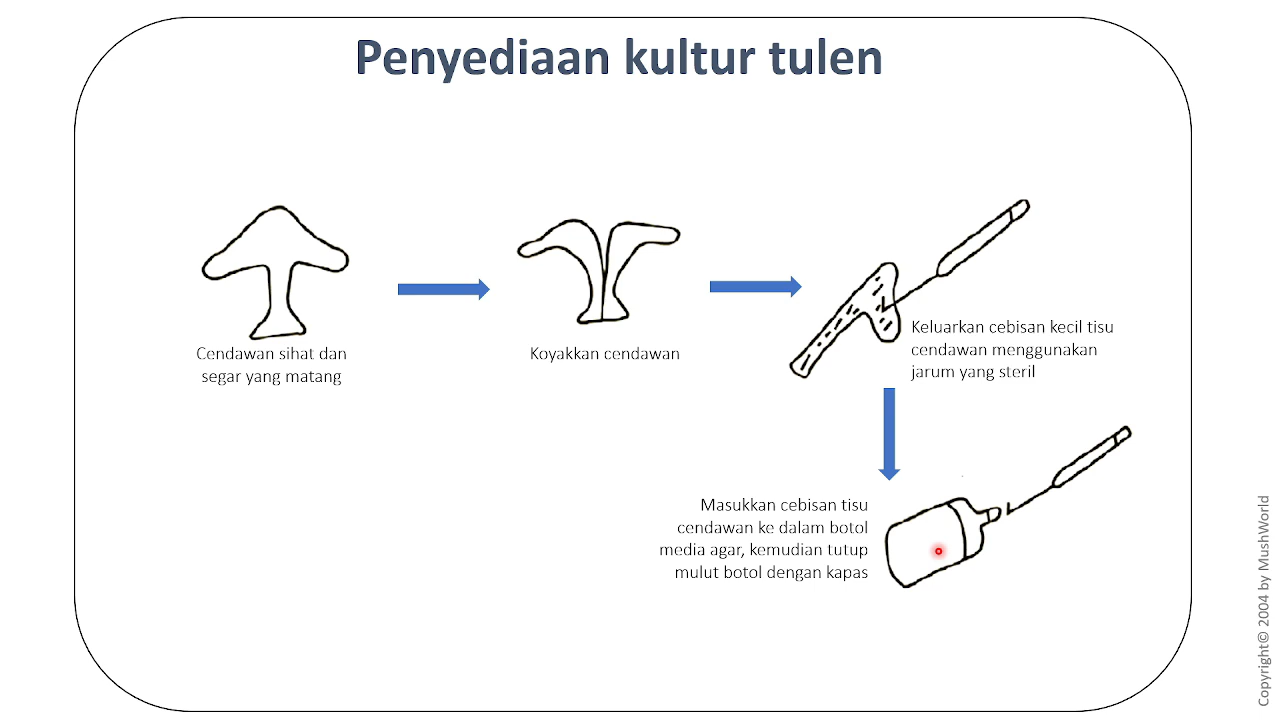 Penyediaan kultur tulen
Cendawan sihat dan
segar yang matang
Koyakkan cendawan
Keluarkan cebisan kecil tisu
cendawan menggunakan
jarum yang steril
Masukkan cebisan tisu
cendawan ke dalam botol
media agar, kemudian tutup
mulut botol dengan kapas
Copyright© 2004 by MushWorld